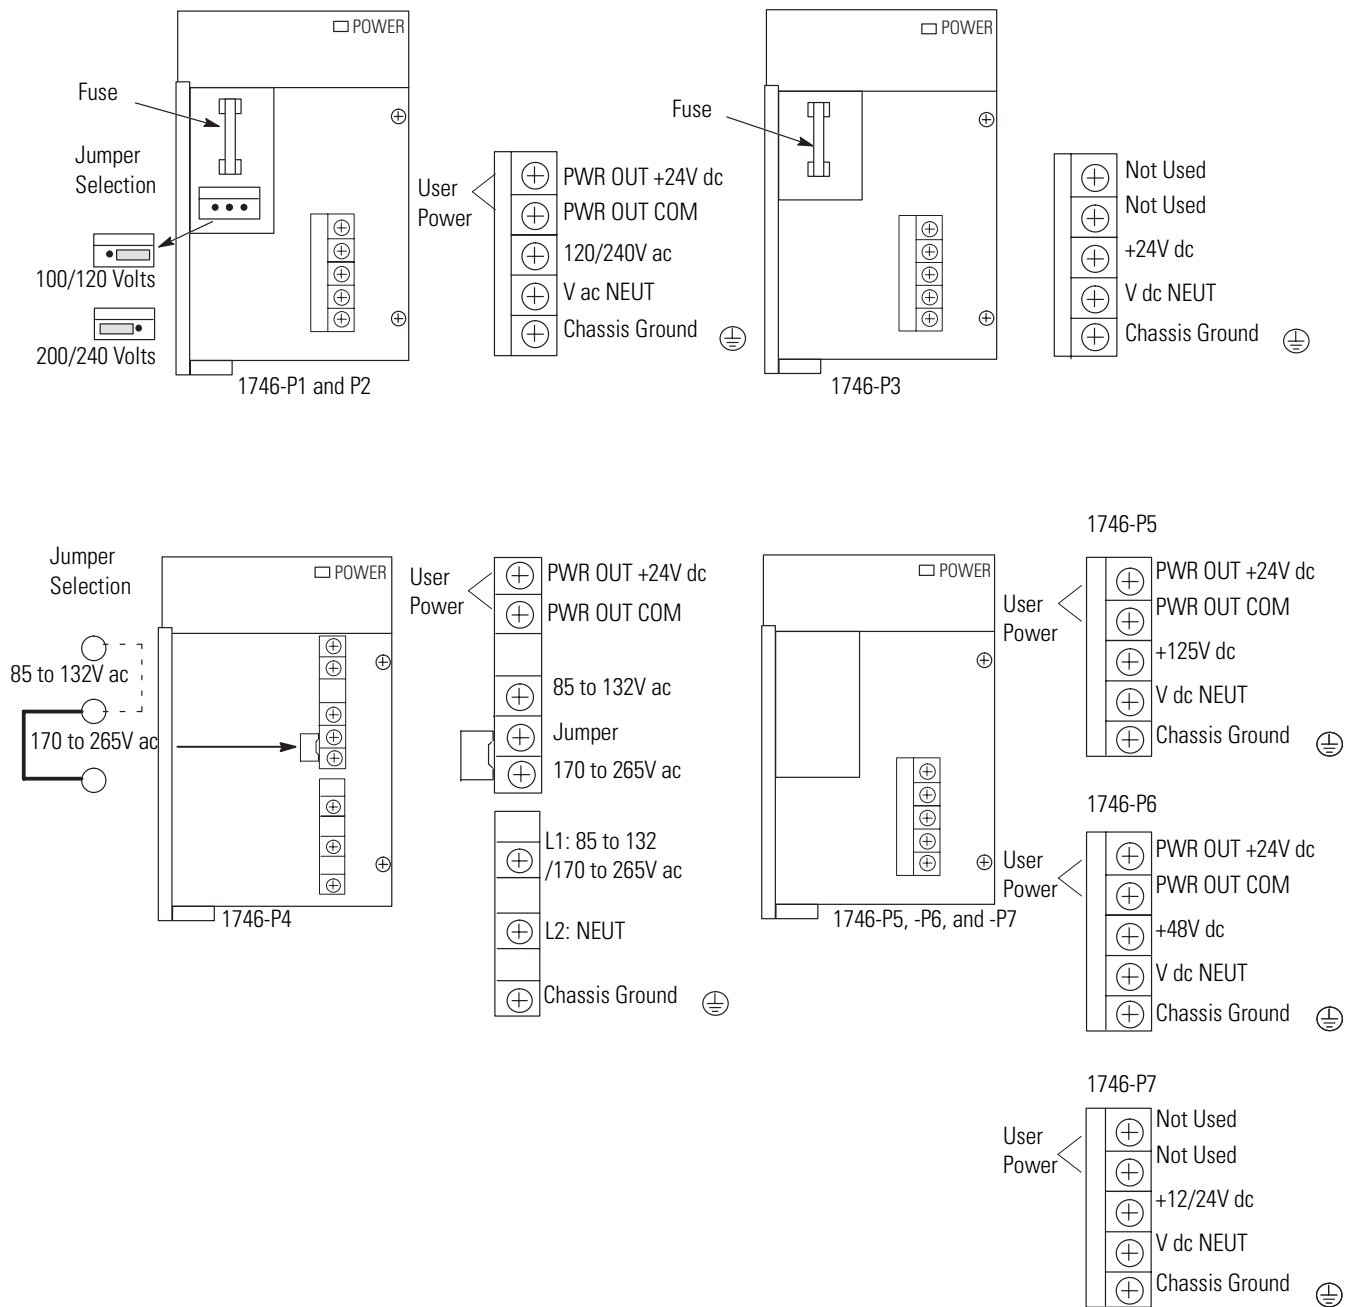 POWER
Fuse
Jumper
Selection
100/120 Volts
200/240 Volts
1746-P1 and P2
User
Power
PWR OUT +24V dc
PWR OUT COM
120/240V ac
V ac NEUT
Chassis Ground
POWER
Fuse
1746-P3
Not Used
Not Used
+24V dc
V dc NEUT
Chassis Ground
Jumper
Selection
85 to 132V ac
170 to 265V ac
POWER
1746-P4
User
Power
PWR OUT +24V dc
PWR OUT COM
85 to 132V ac
Jumper
170 to 265V ac
L1: 85 to 132
/170 to 265V ac
L2: NEUT
Chassis Ground
POWER
1746-P5, -P6, and -P7
1746-P5
User
Power
PWR OUT +24V dc
PWR OUT COM
+125V dc
V dc NEUT
Chassis Ground
1746-P6
User
Power
PWR OUT +24V dc
PWR OUT COM
+48V dc
V dc NEUT
Chassis Ground
1746-P7
User
Power
Not Used
Not Used
+12/24V dc
V dc NEUT
Chassis Ground